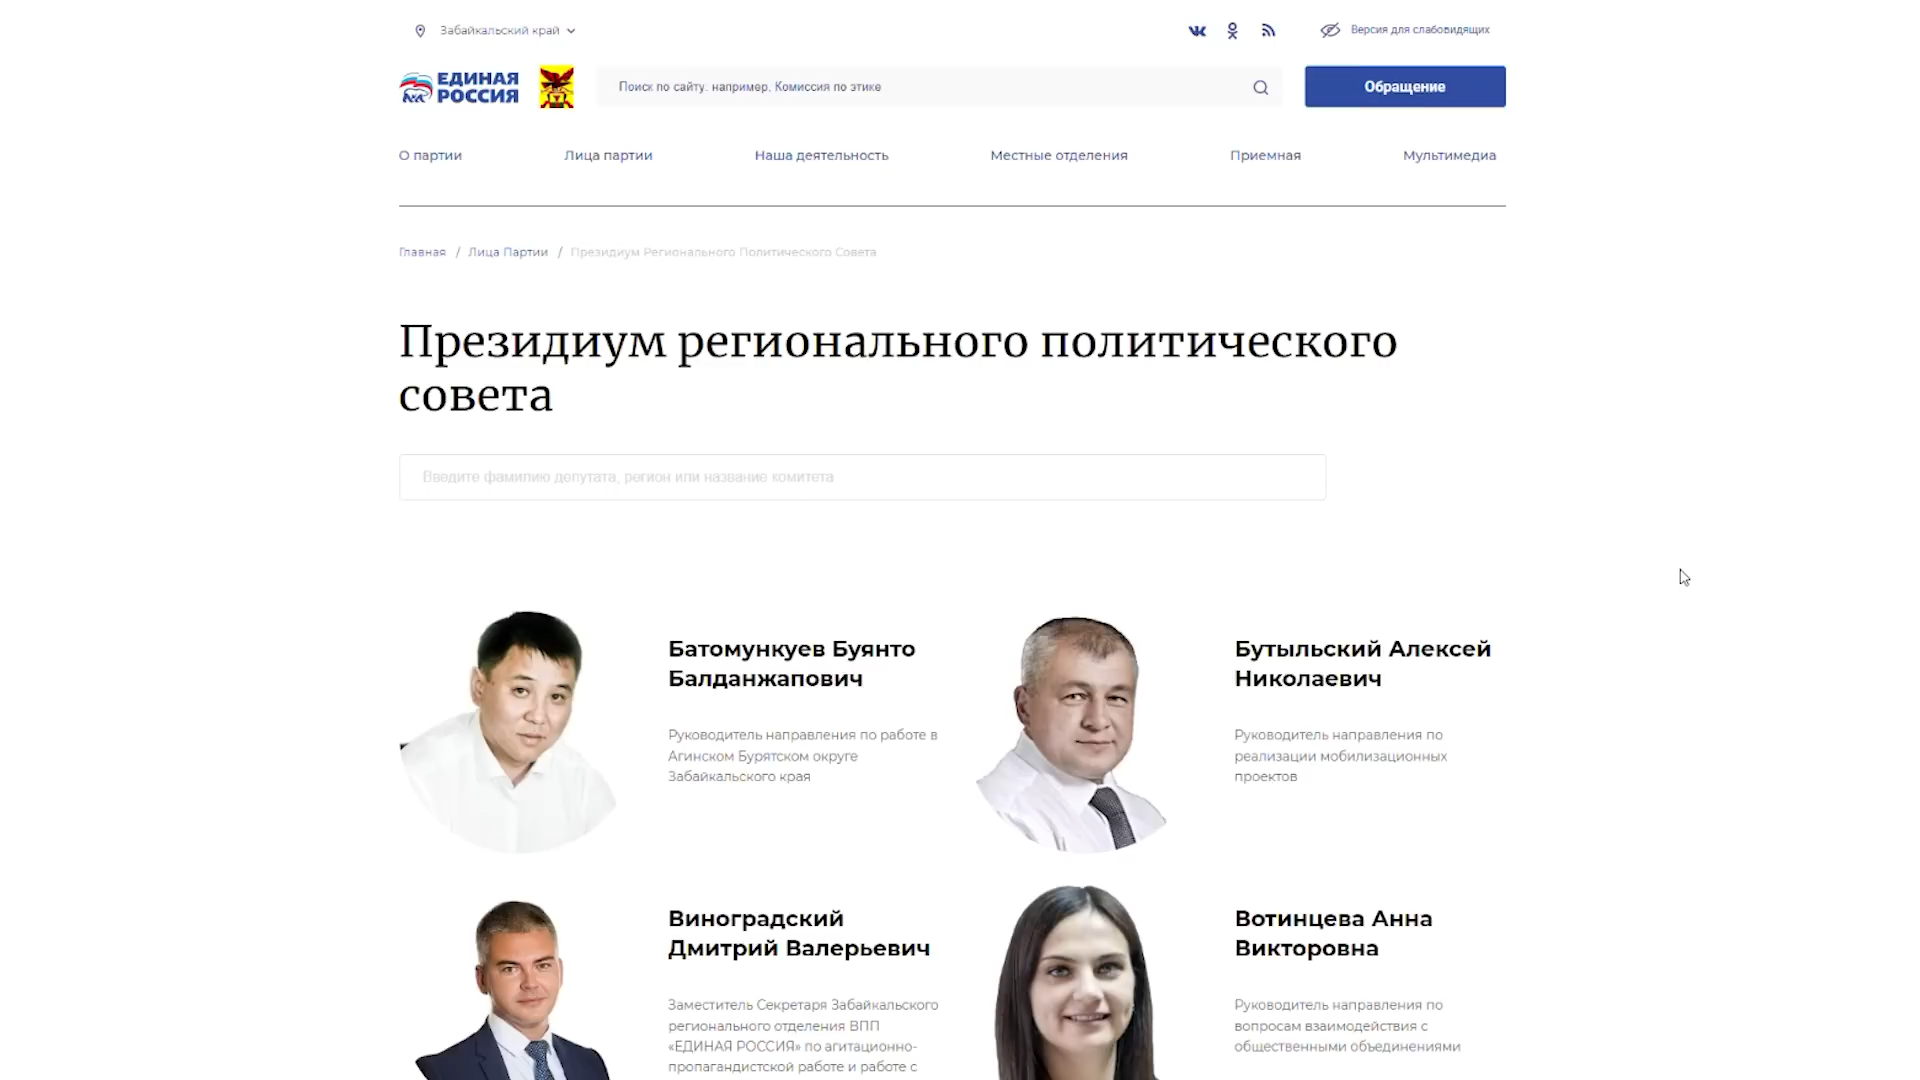 Забайкальский край
Версия для слабовидящих
ЕДИНАЯ
РОССИЯ
Поиск по сайту. например, Комиссия по этике
Обращение
О партии
Лица партии
Наша деятельность
Местные отделения
Приемная
Мультимедиа
Главная / Лица Партии / Президиум Регионального Политического Совета
Президиум регионального политического
совета
Введите фамилию депутата, регион или название комитета
Батомункуев Буянто
Балданжапович
Руководитель направления по работе в
Агинском Бурятском округе
Забайкальского края
Бутыльский Алексей
Николаевич
Руководитель направления по
реализации мобилизационных
проектов
Виноградский
Дмитрий Валерьевич
Заместитель Секретаря Забайкальского
регионального отделения ВПП
«ЕДИНАЯ РОССИЯ» по агитационно-
пропагандистской работе и работе с
Вотинцева Анна
Викторовна
Руководитель направления по
вопросам взаимодействия с
общественными объединениями